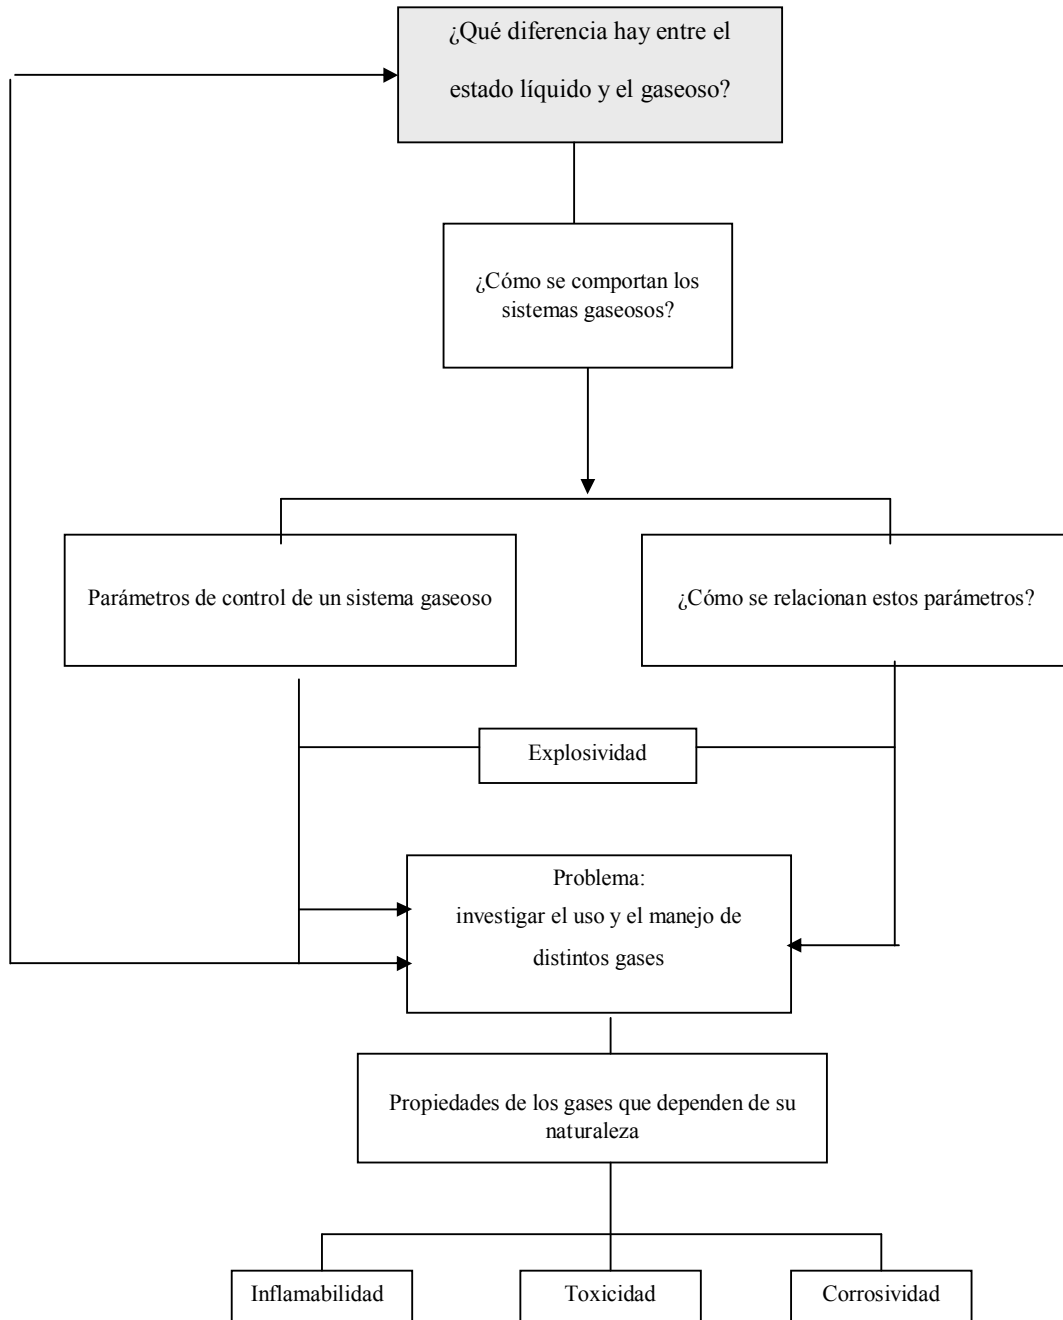 ¿Qué diferencia hay entre el
estado líquido y el gaseoso?
¿Cómo se comportan los
sistemas gaseosos?
Parámetros de control de un sistema gaseoso
¿Cómo se relacionan estos parámetros?
Explosividad
Problema:
investigar el uso y el manejo de
distintos gases
Propiedades de los gases que dependen de su
naturaleza
Inflamabilidad
Toxicidad
Corrosividad